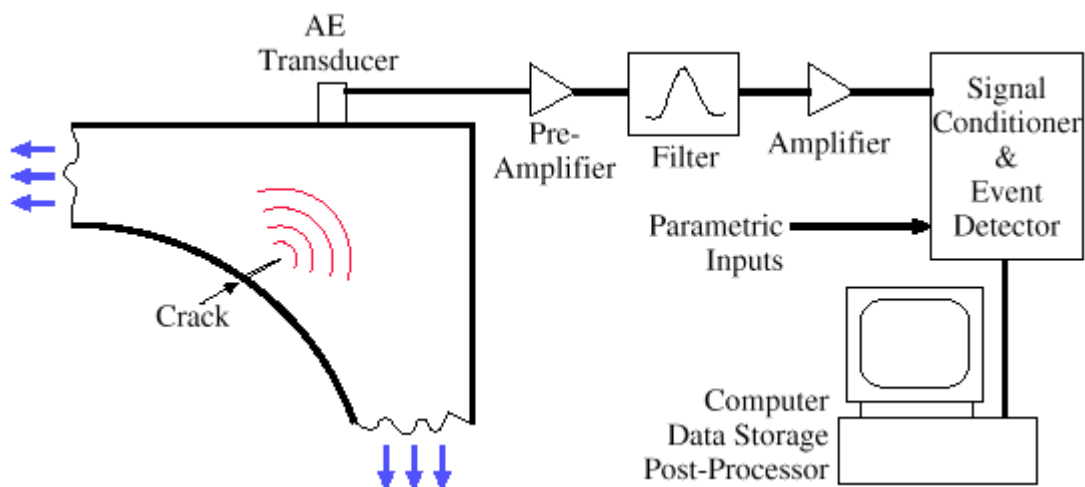 AE
Transducer
Pre-
Amplifier
Filter
Amplifier
Signal
Conditioner
&
Event
Detector
Parametric
Inputs
Crack
Computer
Data Storage
Post-Processor